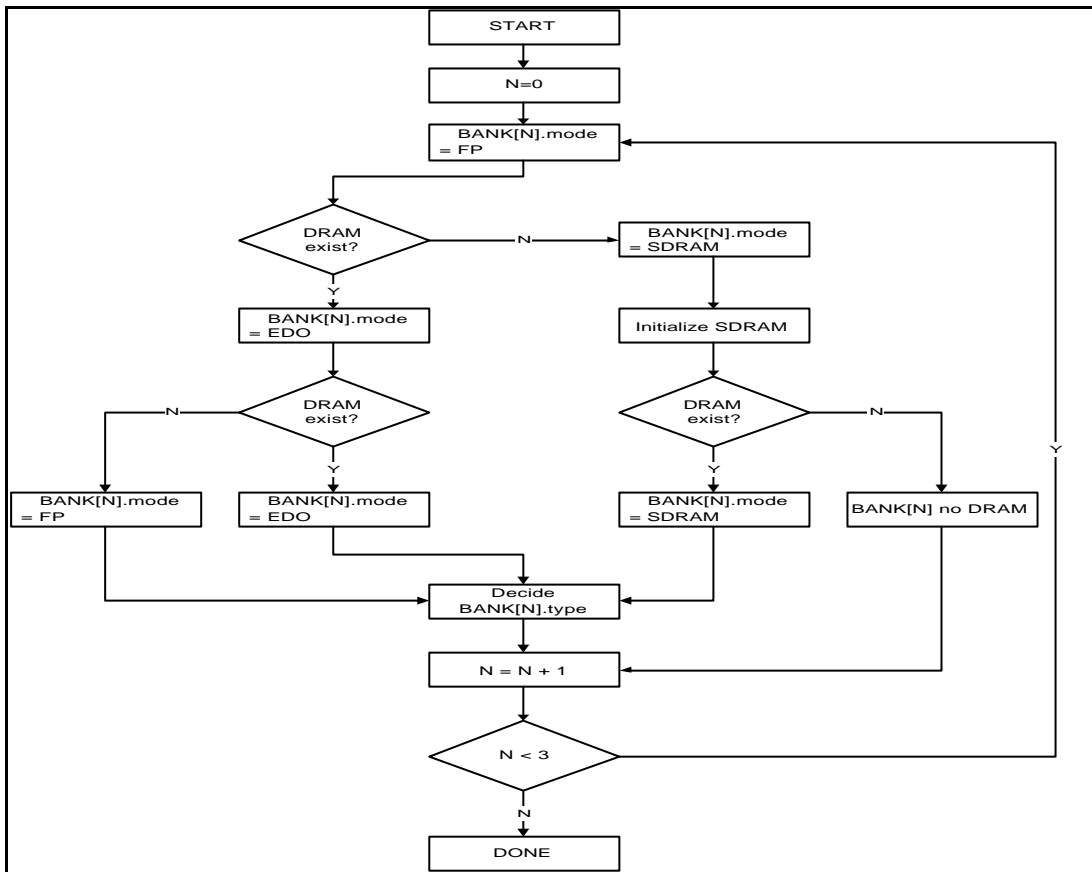 START
N=0
BANK[N].mode
= FP
DRAM
exist?
N
BANK[N].mode
= SDRAM
Y
BANK[N].mode
= EDO
Initialize SDRAM
N
DRAM
exist?
DRAM
exist?
N
Y
Y
Y
BANK[N].mode
= FP
BANK[N].mode
= EDO
BANK[N].mode
= SDRAM
BANK[N] no DRAM
Decide
BANK[N].type
N = N + 1
N < 3
N
DONE